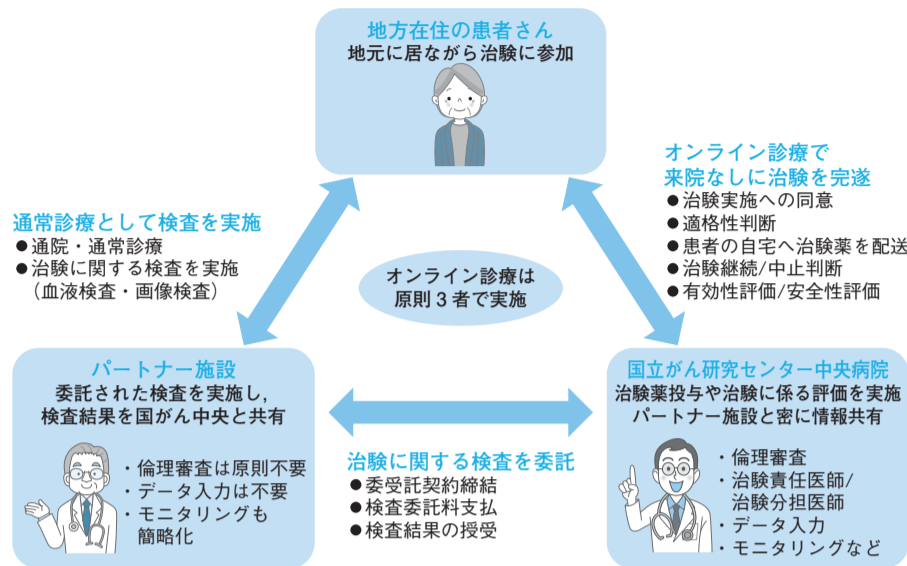 地方在住の患者さん
地元に居ながら治験に参加
オンライン診療で
来院なしに治験を完遂
●治験実施への同意
●適格性判断
●患者の自宅へ治験薬を配送
●治験継続/中止判断
●有効性評価/安全性評価
通常診療として検査を実施
●通院・通常診療
●治験に関する検査を実施
（血液検査・画像検査）
オンライン診療は
原則3者で実施
パートナー施設
委託された検査を実施し,
検査結果を国がん中央と共有
・倫理審査は原則不要
・データ入力は不要
・モニタリングも
簡略化
治験に関する検査を委託
●委受託契約締結
●検査委託料支払
●検査結果の授受
国立がん研究センター中央病院
治験薬投与や治験に係る評価を実施
パートナー施設と密に情報共有
・倫理審査
・治験責任医師/
治験分担医師
・データ入力
・モニタリングなど